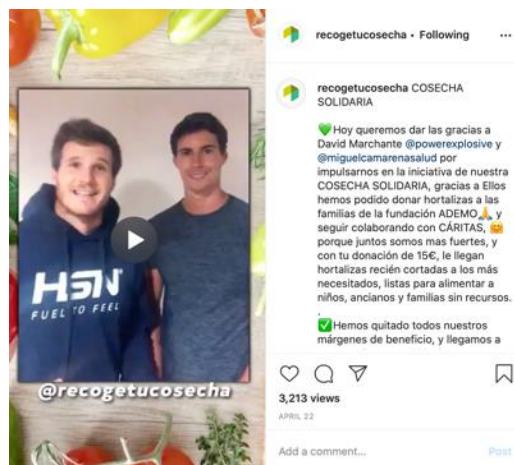 recogetucosecha • Following
recogetucosecha COSECHA
SOLIDARIA
💚Hoy queremos dar las gracias a
David Marchante @powerexplosive y
@miguelcamarenasalud por
impulsarnos en la iniciativa de nuestra
COSECHA SOLIDARIA, gracias a Ellos
hemos podido donar hortalizas a las
familias de la fundación ADEMO🙏 y
seguir colaborando con CÁRITAS, 🤗
porque juntos somos mas fuertes, y
con tu donación de 15€, le llegan
hortalizas recién cortadas a los más
necesitados, listas para alimentar a
niños, ancianos y familias sin recursos.
.
✅Hemos quitado todos nuestros
márgenes de beneficio, y llegamos a
HSN
FUEL TO FEEL
@recogetucosecha
3,213 views
APRIL 22
Add a comment...
Post